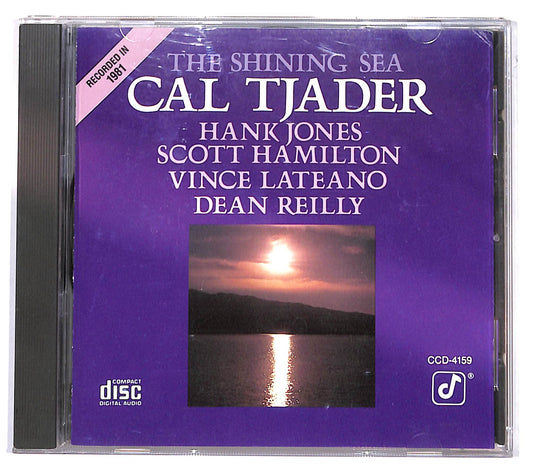 RECORDED IN
1981
THE SHINING SEA
CAL TJADER
HANK JONES
SCOTT HAMILTON
VINCE LATEANO
DEAN REILLY
CCD-4159
COMPACT
disc
DIGITAL AUDIO
®